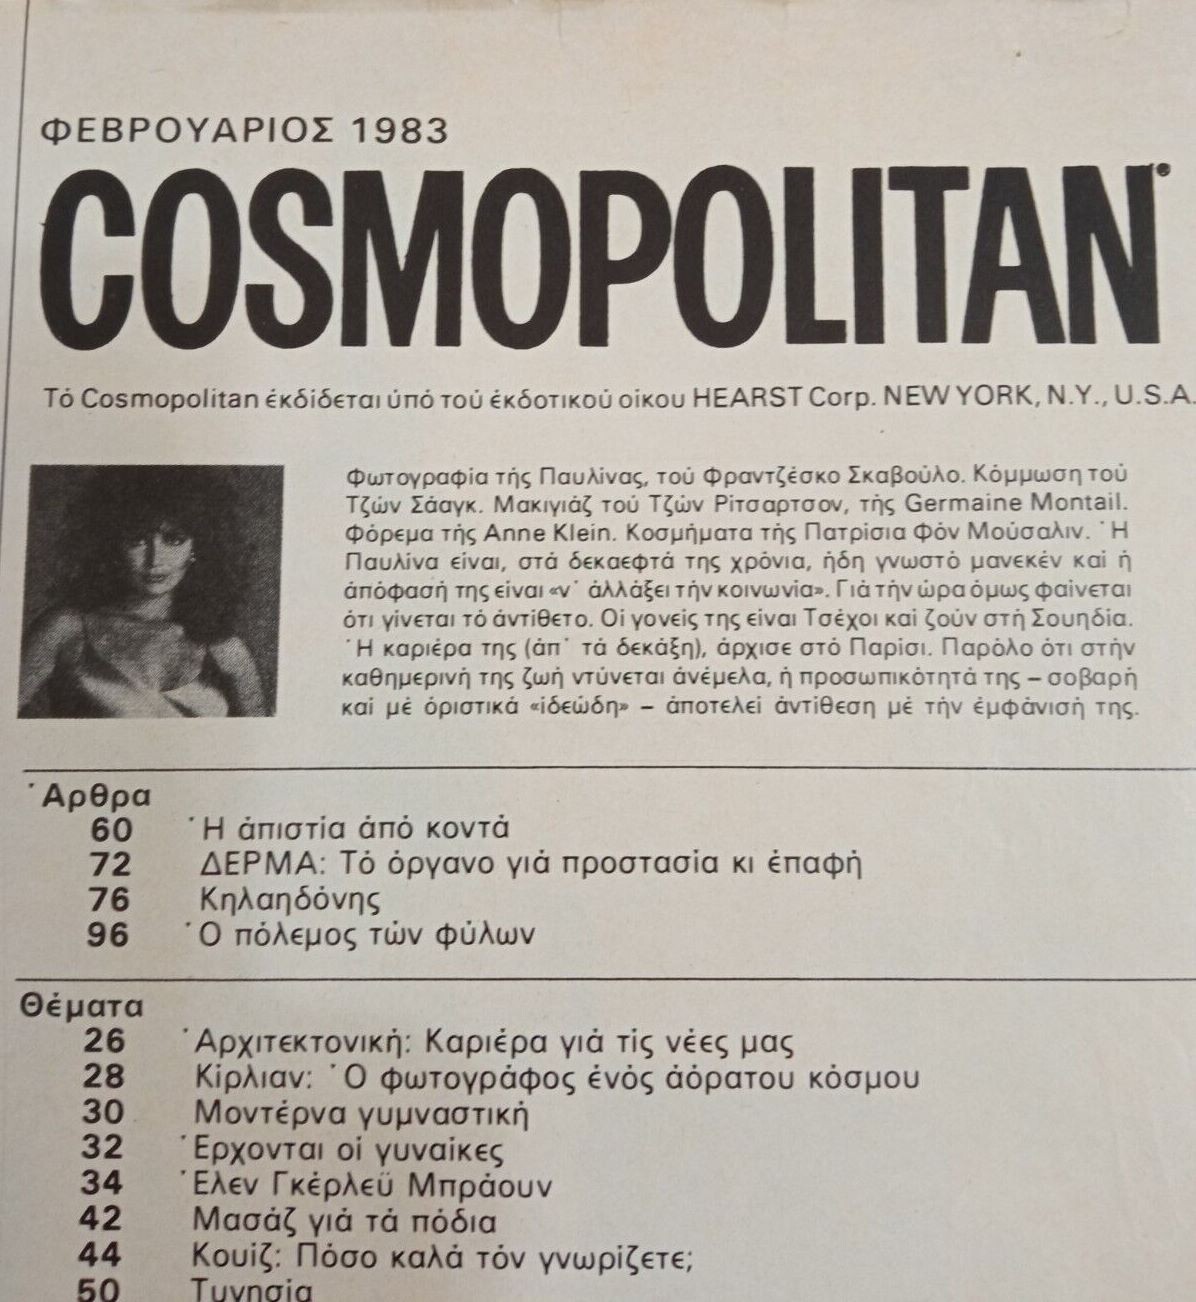 ΦΕΒΡΟΥΑΡΙΟΣ 1983
COSMOPOLITAN
Τό Cosmopolitan έκδίδεται ύπό τού έκδοτικού οίκου HEARST Corp. NEW YORK, N.Y., U.S.A.
Φωτογραφία τής Παυλίνας, τού Φραντζέσκο Σκαβούλο. Κόμμωση τού
Τζών Σάαγκ. Μακιγιάζ τού Τζών Ρίτσαρτσον, τής Germaine Montail.
Φόρεμα τής Anne Klein. Κοσμήματα τής Πατρίσια Φόν Μούσαλιν. Ή
Παυλίνα είναι, στά δεκαεφτά της χρόνια, ήδη γνωστό μανεκέν καί ή
άπόφασή της είναι «ν' άλλάξει τήν κοινωνία». Γιά τήν ώρα όμως φαίνεται
ότι γίνεται τό άντίθετο. Οί γονείς της είναι Τσέχοι καί ζούν στή Σουηδία.
Ή καριέρα της (άπ' τά δεκάξη), άρχισε στό Παρίσι. Παρόλο ότι στήν
καθημερινή της ζωή ντύνεται άνέμελα, ή προσωπικότητά της – σοβαρή
καί μέ όριστικά «ίδεώδη» – άποτελεί άντίθεση μέ τήν έμφάνισή της.
Άρθρα
60 Ή άπιστία άπό κοντά
72 ΔΕΡΜΑ: Τό όργανο γιά προστασία κι έπαφή
76 Κηλαηδόνης
96 Ό πόλεμος τών φύλων
Θέματα
26 Άρχιτεκτονική: Καριέρα γιά τίς νέες μας
28 Κίρλιαν: Ό φωτογράφος ένός άόρατου κόσμου
30 Μοντέρνα γυμναστική
32 Έρχονται οί γυναίκες
34 Έλεν Γκέρλεϋ Μπράουν
42 Μασάζ γιά τά πόδια
44 Κουίζ: Πόσο καλά τόν γνωρίζετε;
50 Τυνησία